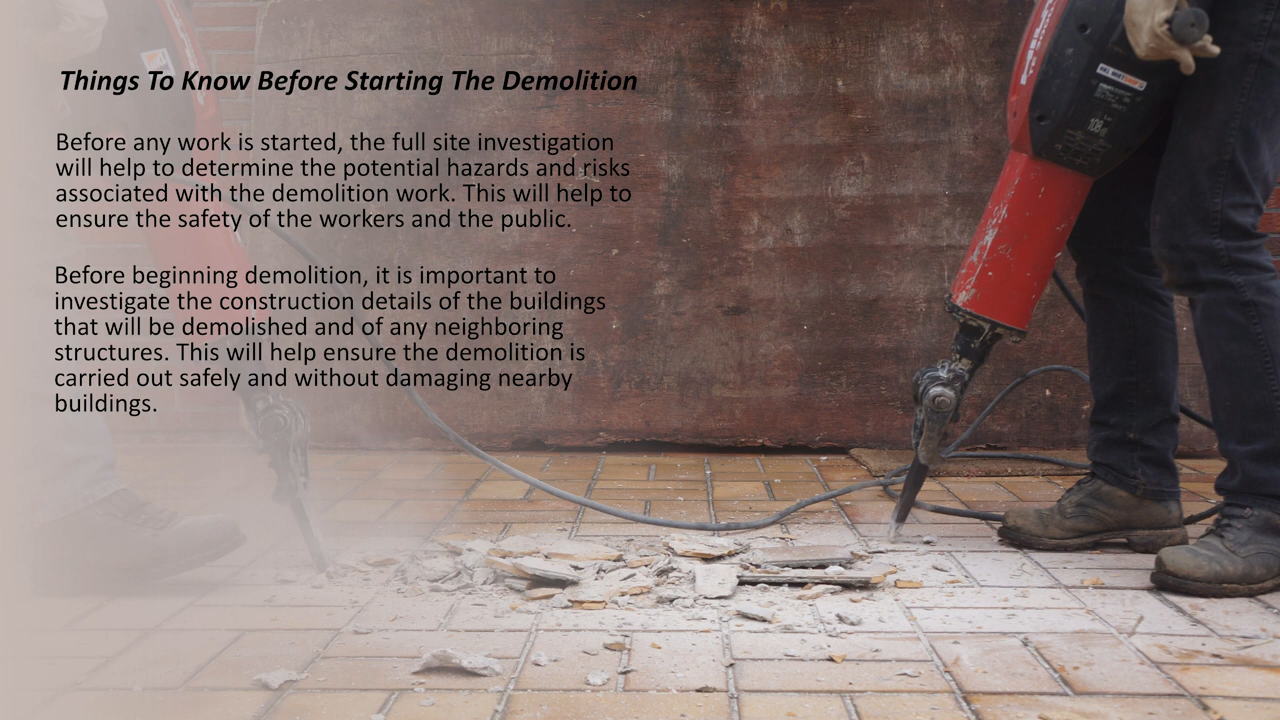 Things To Know Before Starting The Demolition
Before any work is started, the full site investigation
will help to determine the potential hazards and risks
associated with the demolition work. This will help to
ensure the safety of the workers and the public.
Before beginning demolition, it is important to
investigate the construction details of the buildings
that will be demolished and of any neighboring
structures. This will help ensure the demolition is
carried out safely and without damaging nearby
buildings.